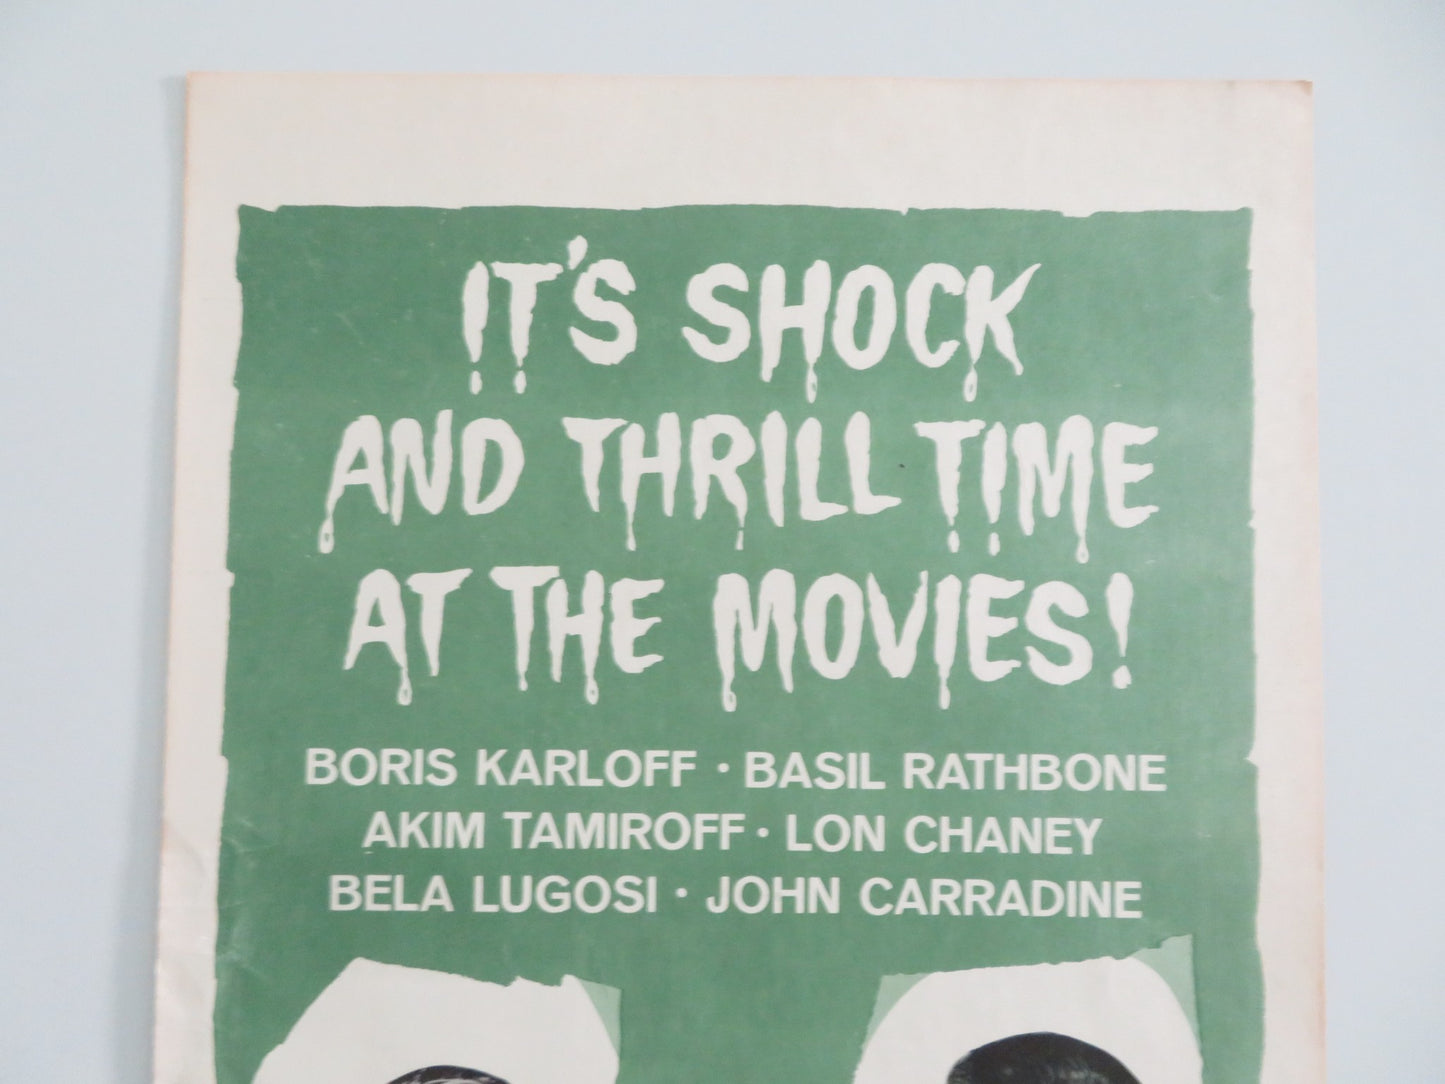 IT'S SHOCK
AND THRILL TIME
AT THE MOVIES!
BORIS KARLOFF · BASIL RATHBONE
AKIM TAMIROFF · LON CHANEY
BELA LUGOSI · JOHN CARRADINE